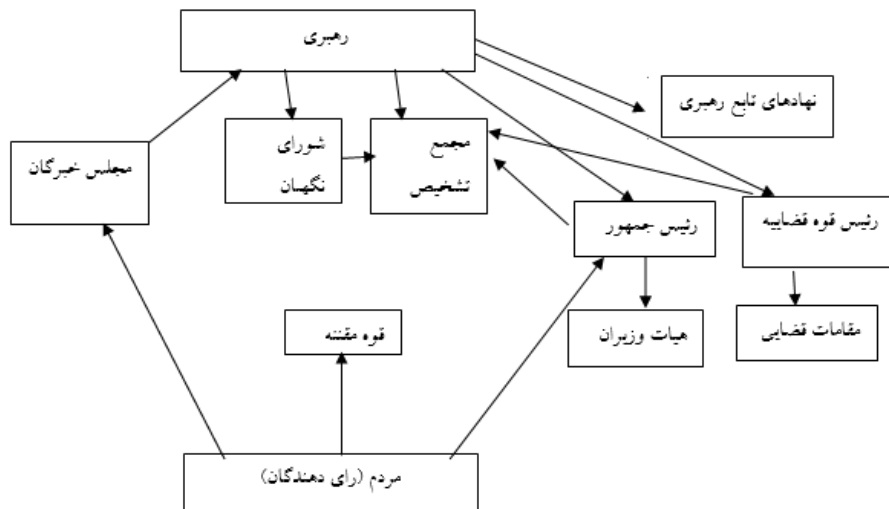 رهبری
نهادهای تابع رهبری
شورای
نگهبان
مجمع
تشخیص
مجلس خبرگان
رئیس جمهور
رئیس قوه قضاییه
قوه مقننه
هیات وزیران
مقامات قضایی
مردم (رای دهندگان)